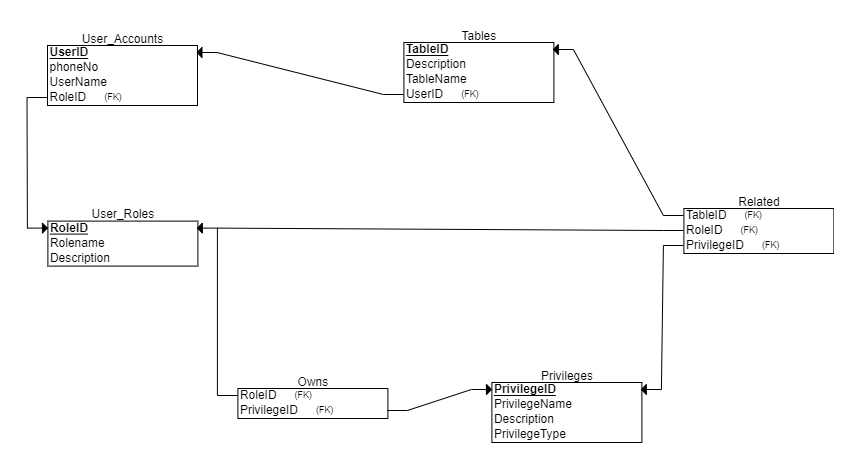 User_Accounts
UserID
phoneNo
UserName
RoleID (FK)
Tables
TableID
Description
TableName
UserID (FK)
User_Roles
RoleID
Rolename
Description
Related
TableID (FK)
RoleID (FK)
PrivilegeID (FK)
Owns
RoleID (FK)
PrivilegeID (FK)
Privileges
PrivilegeID
PrivilegeName
Description
PrivilegeType